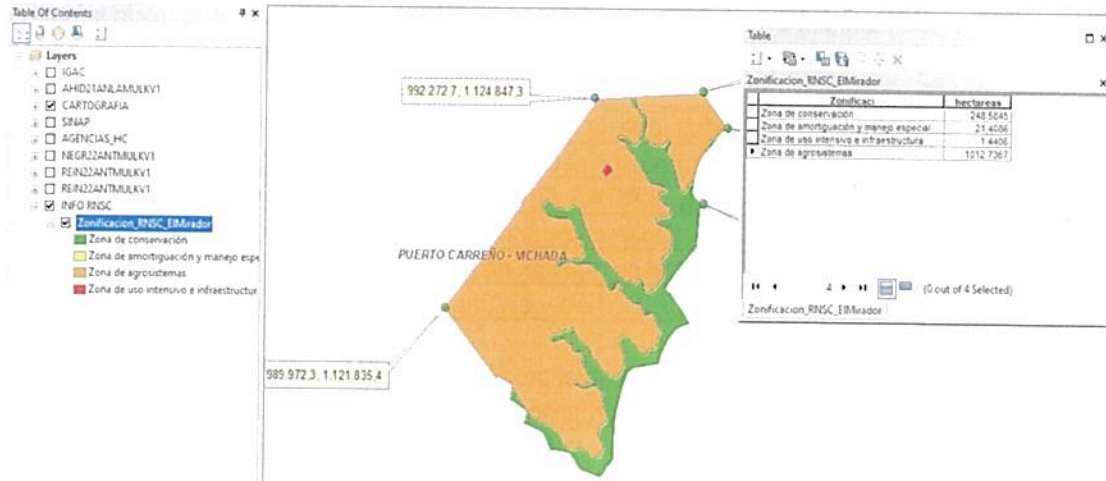 Table Of Contents
Layers
IGAC
AHID21ANLAMULKV1
CARTOGRAFIA
SINAP
AGENCIAS_HC
NEGR22ANTMULKV1
REIN22ANTMULKV1
REIN22ANTMULKV1
INFO RNSC
Zonificacion_RNSC_ElMirador
Zona de conservación
Zona de amortiguación y manejo espe
Zona de agrosistemas
Zona de uso intensivo e infraestructur
992.272,7, 1.124.847,3
PUERTO CARREÑO - VICHADA
989.972,3, 1.121.835,4
Table
Zonificacion_RNSC_ElMirador
Zonificaci hectareas
Zona de conservación 248,5845
Zona de amortiguación y manejo especial 21,4086
Zona de uso intensivo e infraestructura 1,4406
Zona de agrosistemas 1012,7367
4 (0 out of 4 Selected)
Zonificacion_RNSC_ElMirador